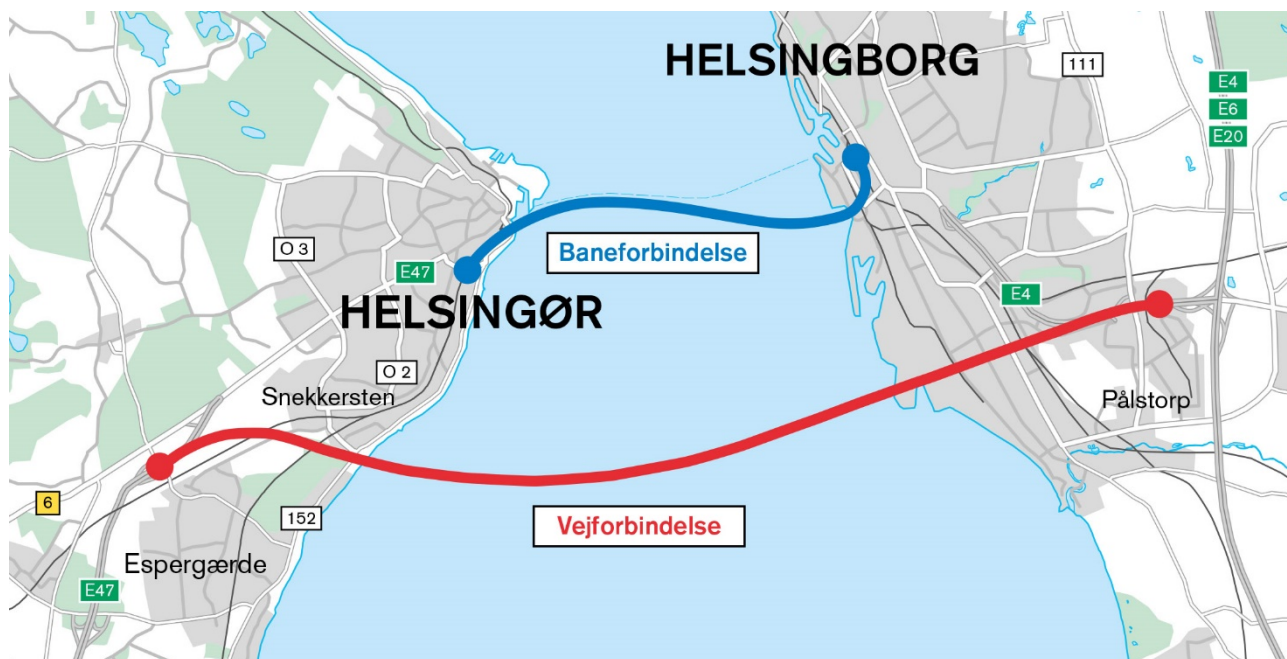 HELSINGBORG
111
E4
E6
E20
O 3
E47
Baneforbindelse
HELSINGØR
E4
O 2
Snekkersten
Pålstorp
6
152
Vejforbindelse
Espergærde
E47